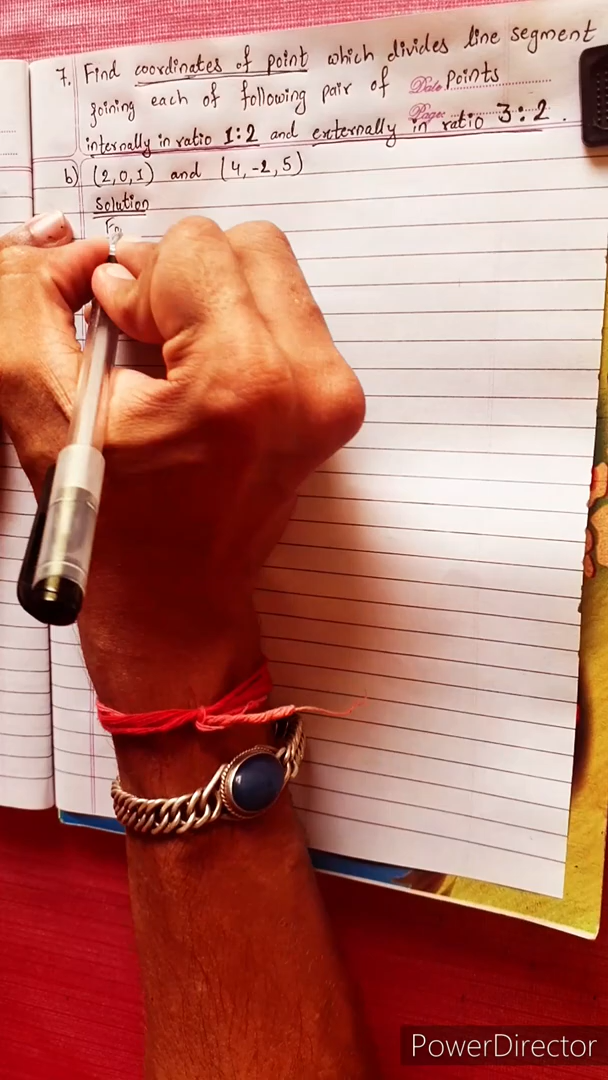 7. Find coordinates of point which divides line segment
joining each of following pair of points
Date
Page:
internally in ratio 1:2 and externally in ratio 3:2.
b) (2,0,1) and (4,-2,5)
Solution
PowerDirector